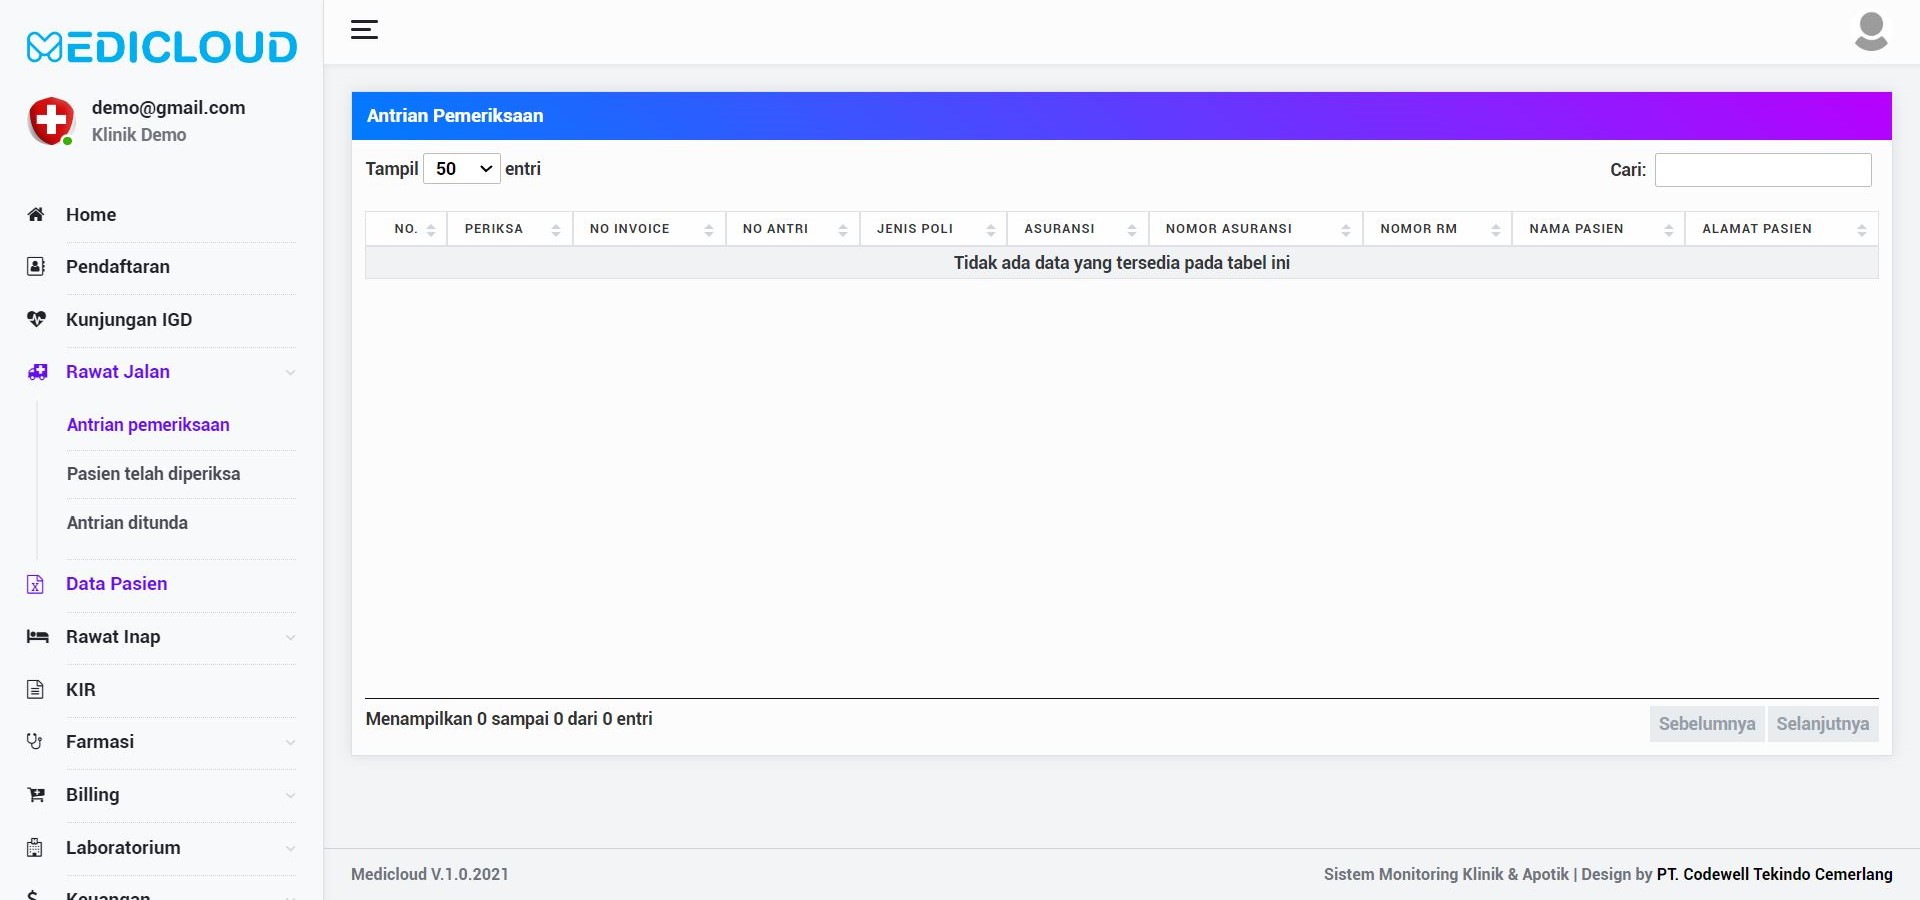 MEDICLOUD
demo@gmail.com
Klinik Demo
Home
Pendaftaran
Kunjungan IGD
Rawat Jalan
Antrian pemeriksaan
Pasien telah diperiksa
Antrian ditunda
Data Pasien
Rawat Inap
KIR
Farmasi
Billing
Laboratorium
Keuangan
Antrian Pemeriksaan
Tampil 50 entri
Cari:
NO. PERIKSA NO INVOICE NO ANTRI JENIS POLI ASURANSI NOMOR ASURANSI NOMOR RM NAMA PASIEN ALAMAT PASIEN
Tidak ada data yang tersedia pada tabel ini
Menampilkan 0 sampai 0 dari 0 entri
Sebelumnya Selanjutnya
Medicloud V.1.0.2021
Sistem Monitoring Klinik & Apotik | Design by PT. Codewell Tekindo Cemerlang